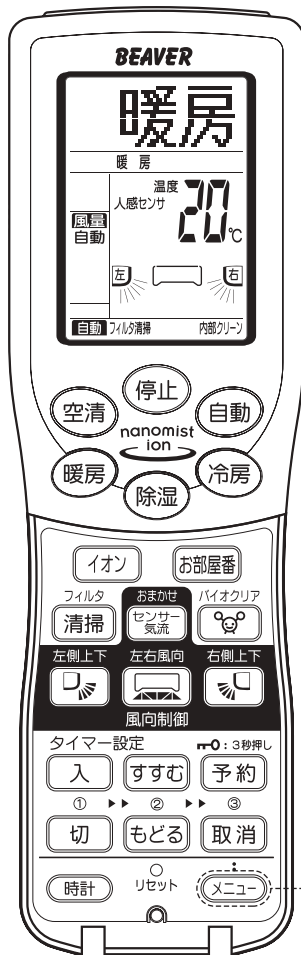 BEAVER
暖房
暖 房
温度
人感センサ
20℃
風量
自動
左 右
自動 フィルタ清掃 内部クリーン
停止
空清 自動
nanomist
ion
暖房 冷房
除湿
イオン お部屋番
フィルタ おまかせ バイオクリア
清掃 センサー
気流
左側上下 左右風向 右側上下
風向制御
タイマー設定 : 3秒押し
入 すすむ 予約
① ▶▶ ② ▶▶ ③
切 もどる 取消
時計 リセット メニュー